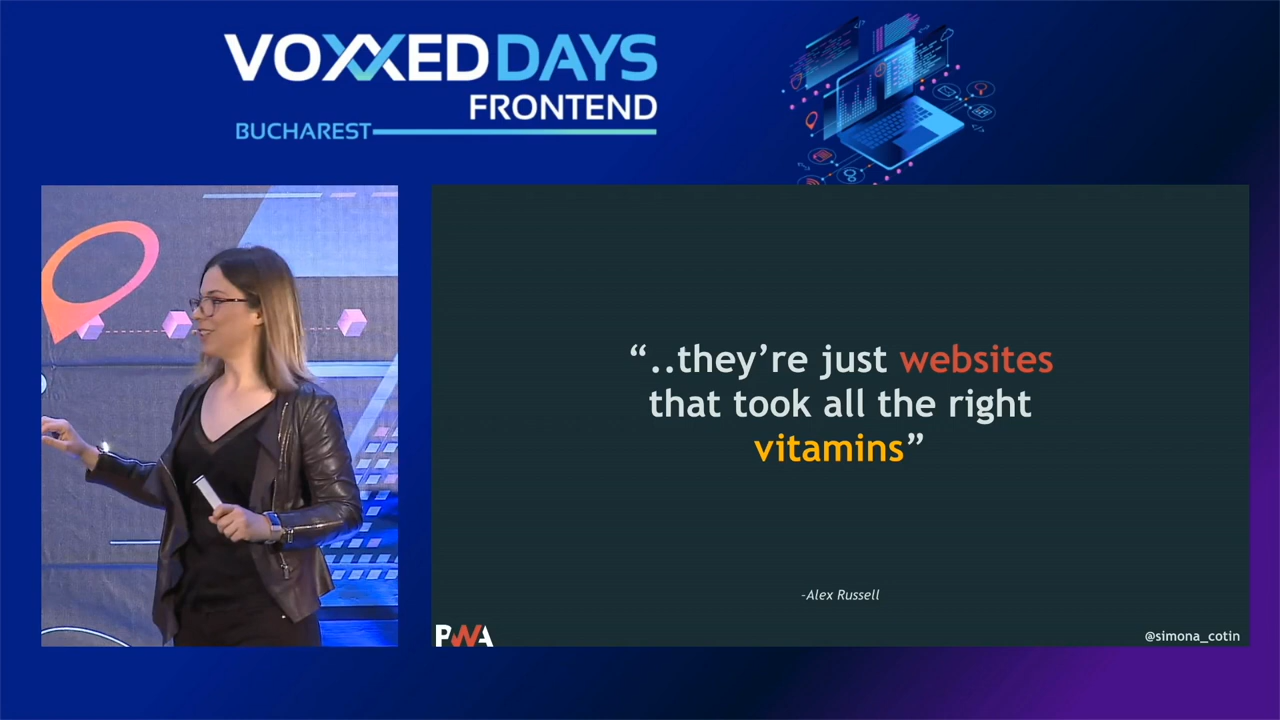 VOXXED DAYS
FRONTEND
BUCHAREST
“..they’re just websites
that took all the right
vitamins”
-Alex Russell
PWA
@simona_cotin